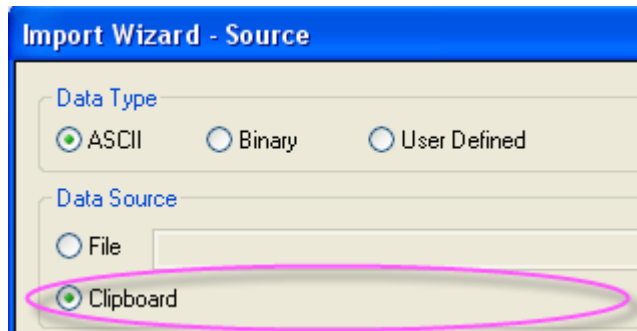 Import Wizard - Source
Data Type
ASCII Binary User Defined
Data Source
File
Clipboard